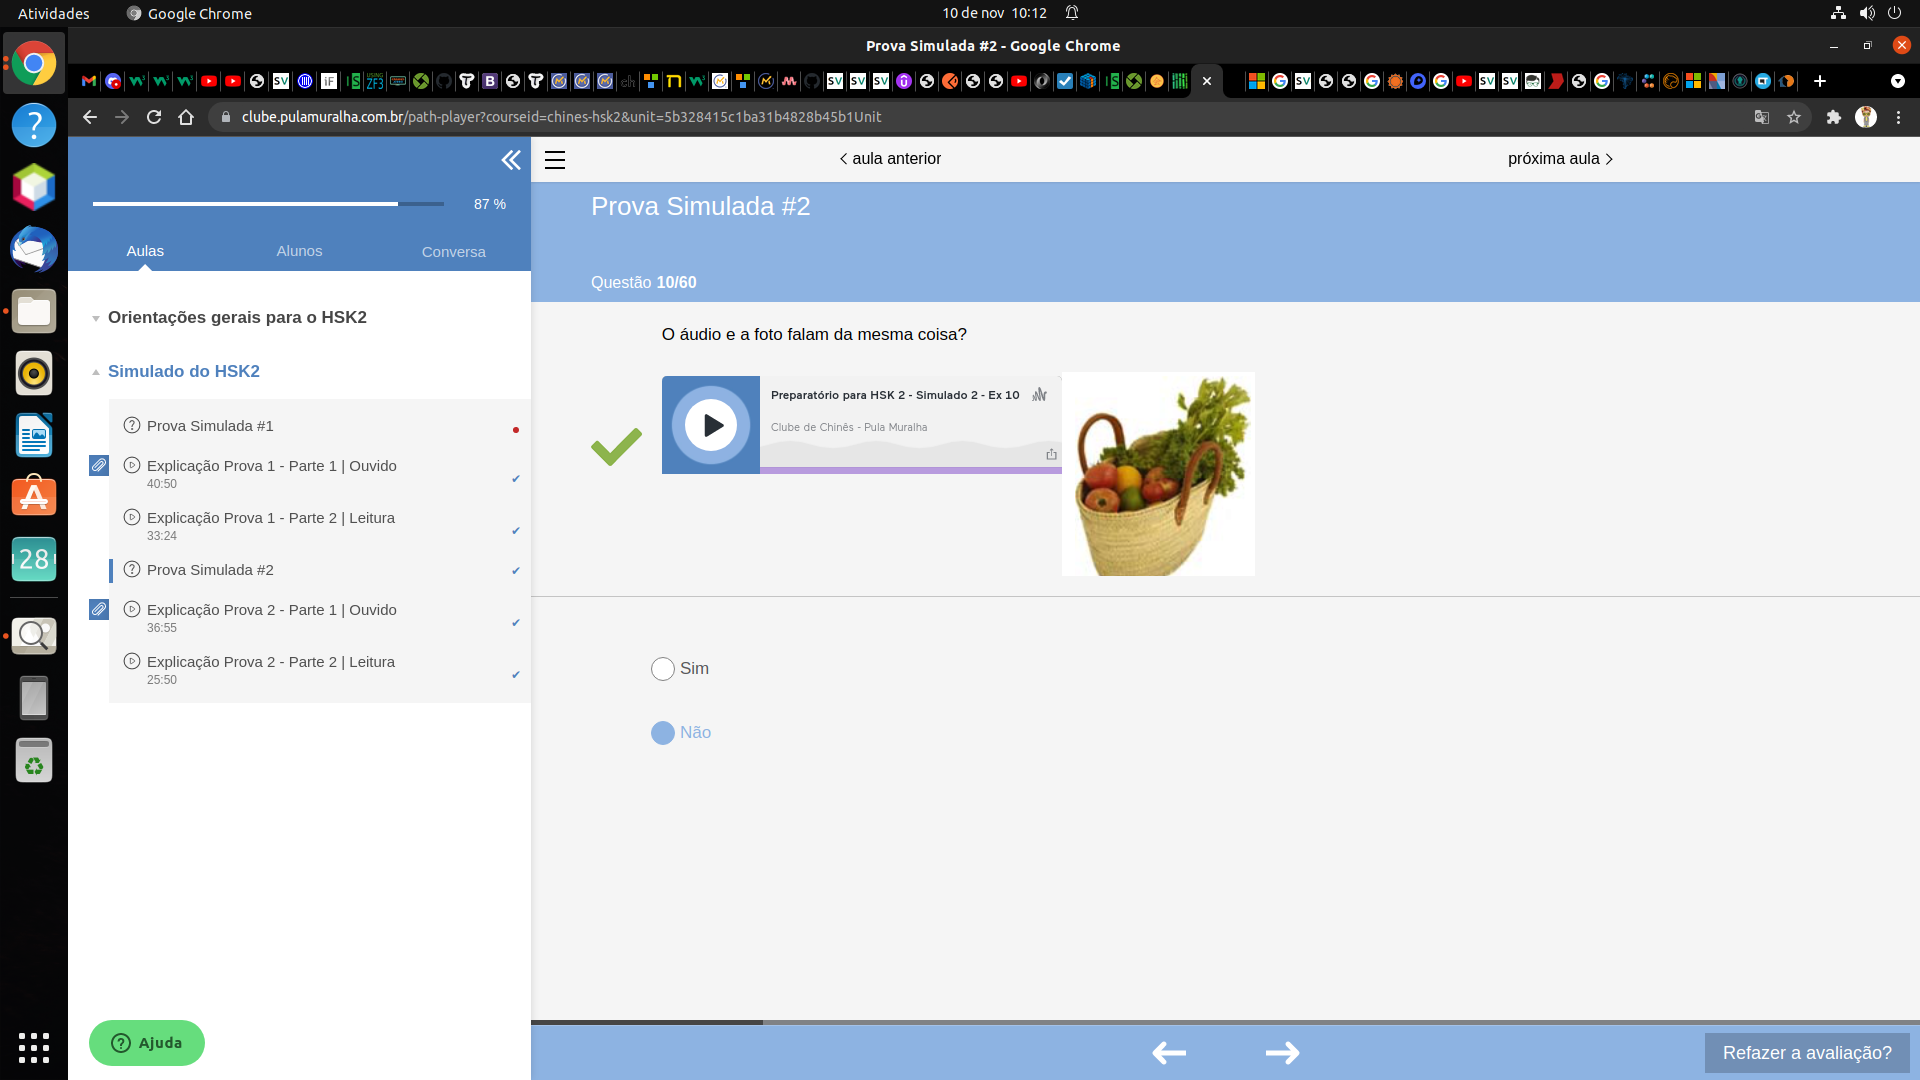 Atividades
Google Chrome
10 de nov 10:12
Prova Simulada #2 - Google Chrome
clube.pulamuralha.com.br/path-player?courseid=chines-hsk2&unit=5b328415c1ba31b4828b45b1Unit
87 %
Aulas
Alunos
Conversa
Orientações gerais para o HSK2
Simulado do HSK2
Prova Simulada #1
Explicação Prova 1 - Parte 1 | Ouvido
40:50
Explicação Prova 1 - Parte 2 | Leitura
33:24
Prova Simulada #2
Explicação Prova 2 - Parte 1 | Ouvido
36:55
Explicação Prova 2 - Parte 2 | Leitura
25:50
Ajuda
28
aula anterior
próxima aula
Prova Simulada #2
Questão 10/60
O áudio e a foto falam da mesma coisa?
Preparatório para HSK 2 - Simulado 2 - Ex 10
Clube de Chinês - Pula Muralha
Sim
Não
Refazer a avaliação?